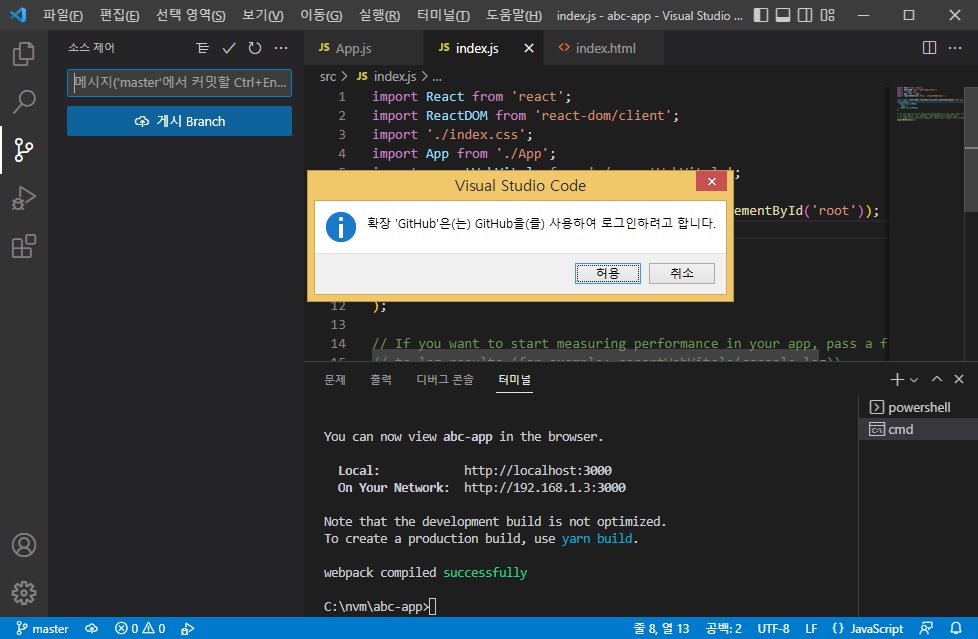 파일(F) 편집(E) 선택 영역(S) 보기(V) 이동(G) 실행(R) 터미널(T) 도움말(H) index.js - abc-app - Visual Studio ...
소스 제어
메시지('master'에서 커밋할 Ctrl+En...
게시 Branch
JS App.js
JS index.js
<> index.html
src > JS index.js > ...
1 import React from 'react';
2 import ReactDOM from 'react-dom/client';
3 import './index.css';
4 import App from './App';
Visual Studio Code
확장 'GitHub'은(는) GitHub을(를) 사용하여 로그인하려고 합니다.
허용 취소
ementById('root'));
12 );
13
14 // If you want to start measuring performance in your app, pass a f
문제 출력 디버그 콘솔 터미널
powershell
cmd
You can now view abc-app in the browser.
Local: http://localhost:3000
On Your Network: http://192.168.1.3:3000
Note that the development build is not optimized.
To create a production build, use yarn build.
webpack compiled successfully
C:\nvm\abc-app>
master 0 0 줄 8, 열 13 공백: 2 UTF-8 LF {} JavaScript